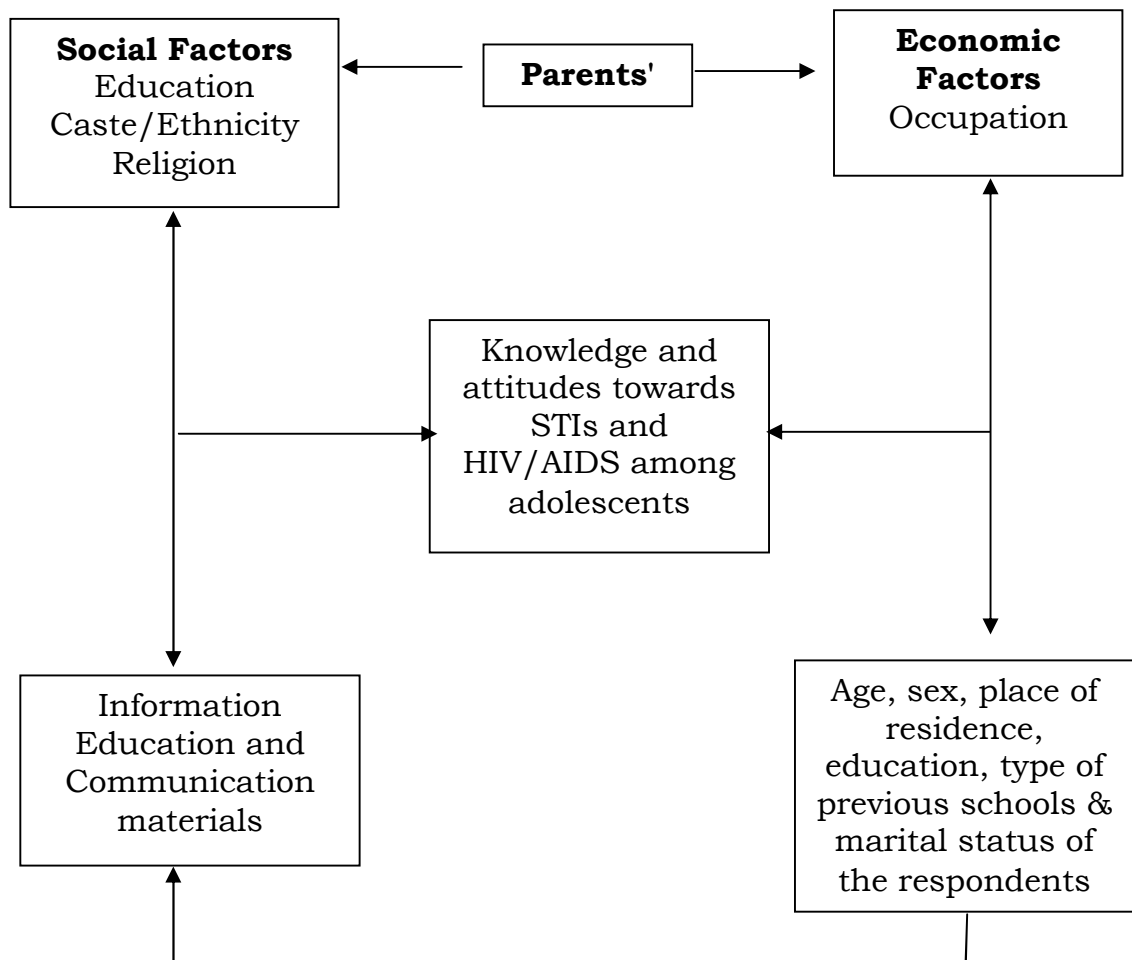 Social Factors
Education
Caste/Ethnicity
Religion
Parents'
Economic
Factors
Occupation
Knowledge and
attitudes towards
STIs and
HIV/AIDS among
adolescents
Information
Education and
Communication
materials
Age, sex, place of
residence,
education, type of
previous schools &
marital status of
the respondents